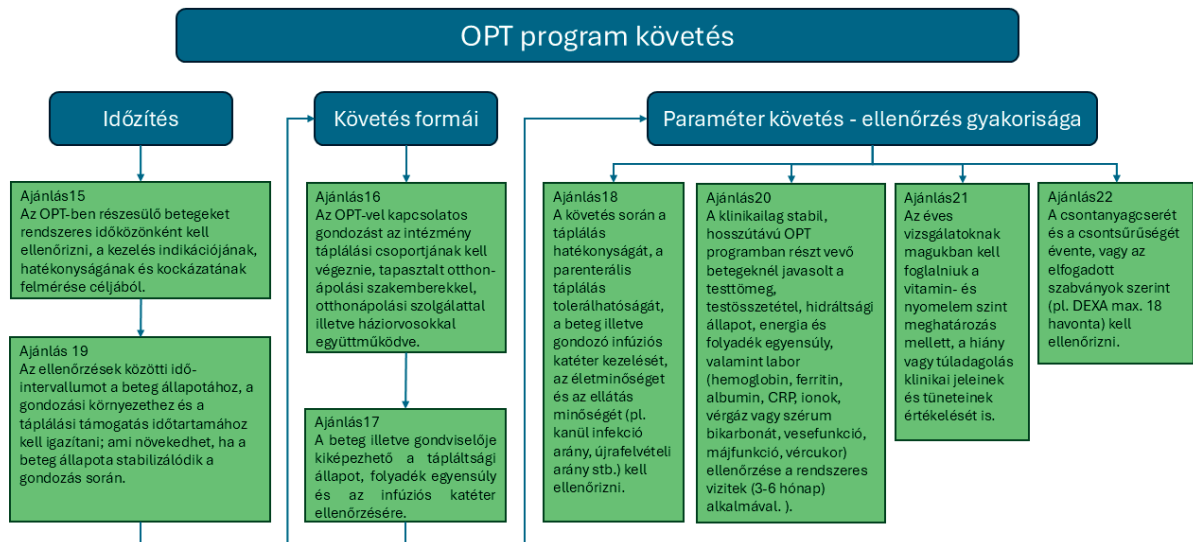 OPT program követés
Időzítés
Ajánlás15
Az OPT-ben részesülő betegeket
rendszeres időközönként kell
ellenőrizni, a kezelés indikációjának,
hatékonyságának és kockázatának
felmérése céljából.
Ajánlás 19
Az ellenőrzések közötti idő-
intervallumot a beteg állapotához, a
gondozási környezethez és a
táplálási támogatás időtartamához
kell igazítani; ami növekedhet, ha a
beteg állapota stabilizálódik a
gondozás során.
Követés formái
Ajánlás16
Az OPT-vel kapcsolatos
gondozást az intézmény
táplálási csoportjának kell
végeznie, tapasztalt otthon-
ápolási szakemberekkel,
otthonápolási szolgálattal
illetve háziorvosokkal
együttműködve.
Ajánlás17
A beteg illetve gondviselője
kiképezhető a tápláltsági
állapot, folyadék egyensúly
és az infúziós katéter
ellenőrzésére.
Paraméter követés - ellenőrzés gyakorisága
Ajánlás18
A követés során a
táplálás
hatékonyságát, a
parenterális
táplálás
tolerálhatóságát,
a beteg illetve
gondozó infúziós
katéter kezelését,
az életminőséget
és az ellátás
minőségét (pl.
kanül infekció
arány, újrafelvételi
arány stb.) kell
ellenőrizni.
Ajánlás20
A klinikailag stabil,
hosszútávú OPT
programban részt vevő
betegeknél javasolt a
testtömeg,
testösszetétel, hidráltsági
állapot, energia és
folyadék egyensúly,
valamint labor
(hemoglobin, ferritin,
albumin, CRP, ionok,
vérgáz vagy szérum
bikarbonát, vesefunkció,
májfunkció, vércukor)
ellenőrzése a rendszeres
vizitek (3-6 hónap)
alkalmával. ).
Ajánlás21
Az éves
vizsgálatoknak
magukban kell
foglalniuk a
vitamin- és
nyomelem szint
meghatározás
mellett, a hiány
vagy túladagolás
klinikai jeleinek
és tüneteinek
értékelését is.
Ajánlás22
A csontanyagcserét
és a csontsűrűségét
évente, vagy az
elfogadott
szabványok szerint
(pl. DEXA max. 18
havonta) kell
ellenőrizni.